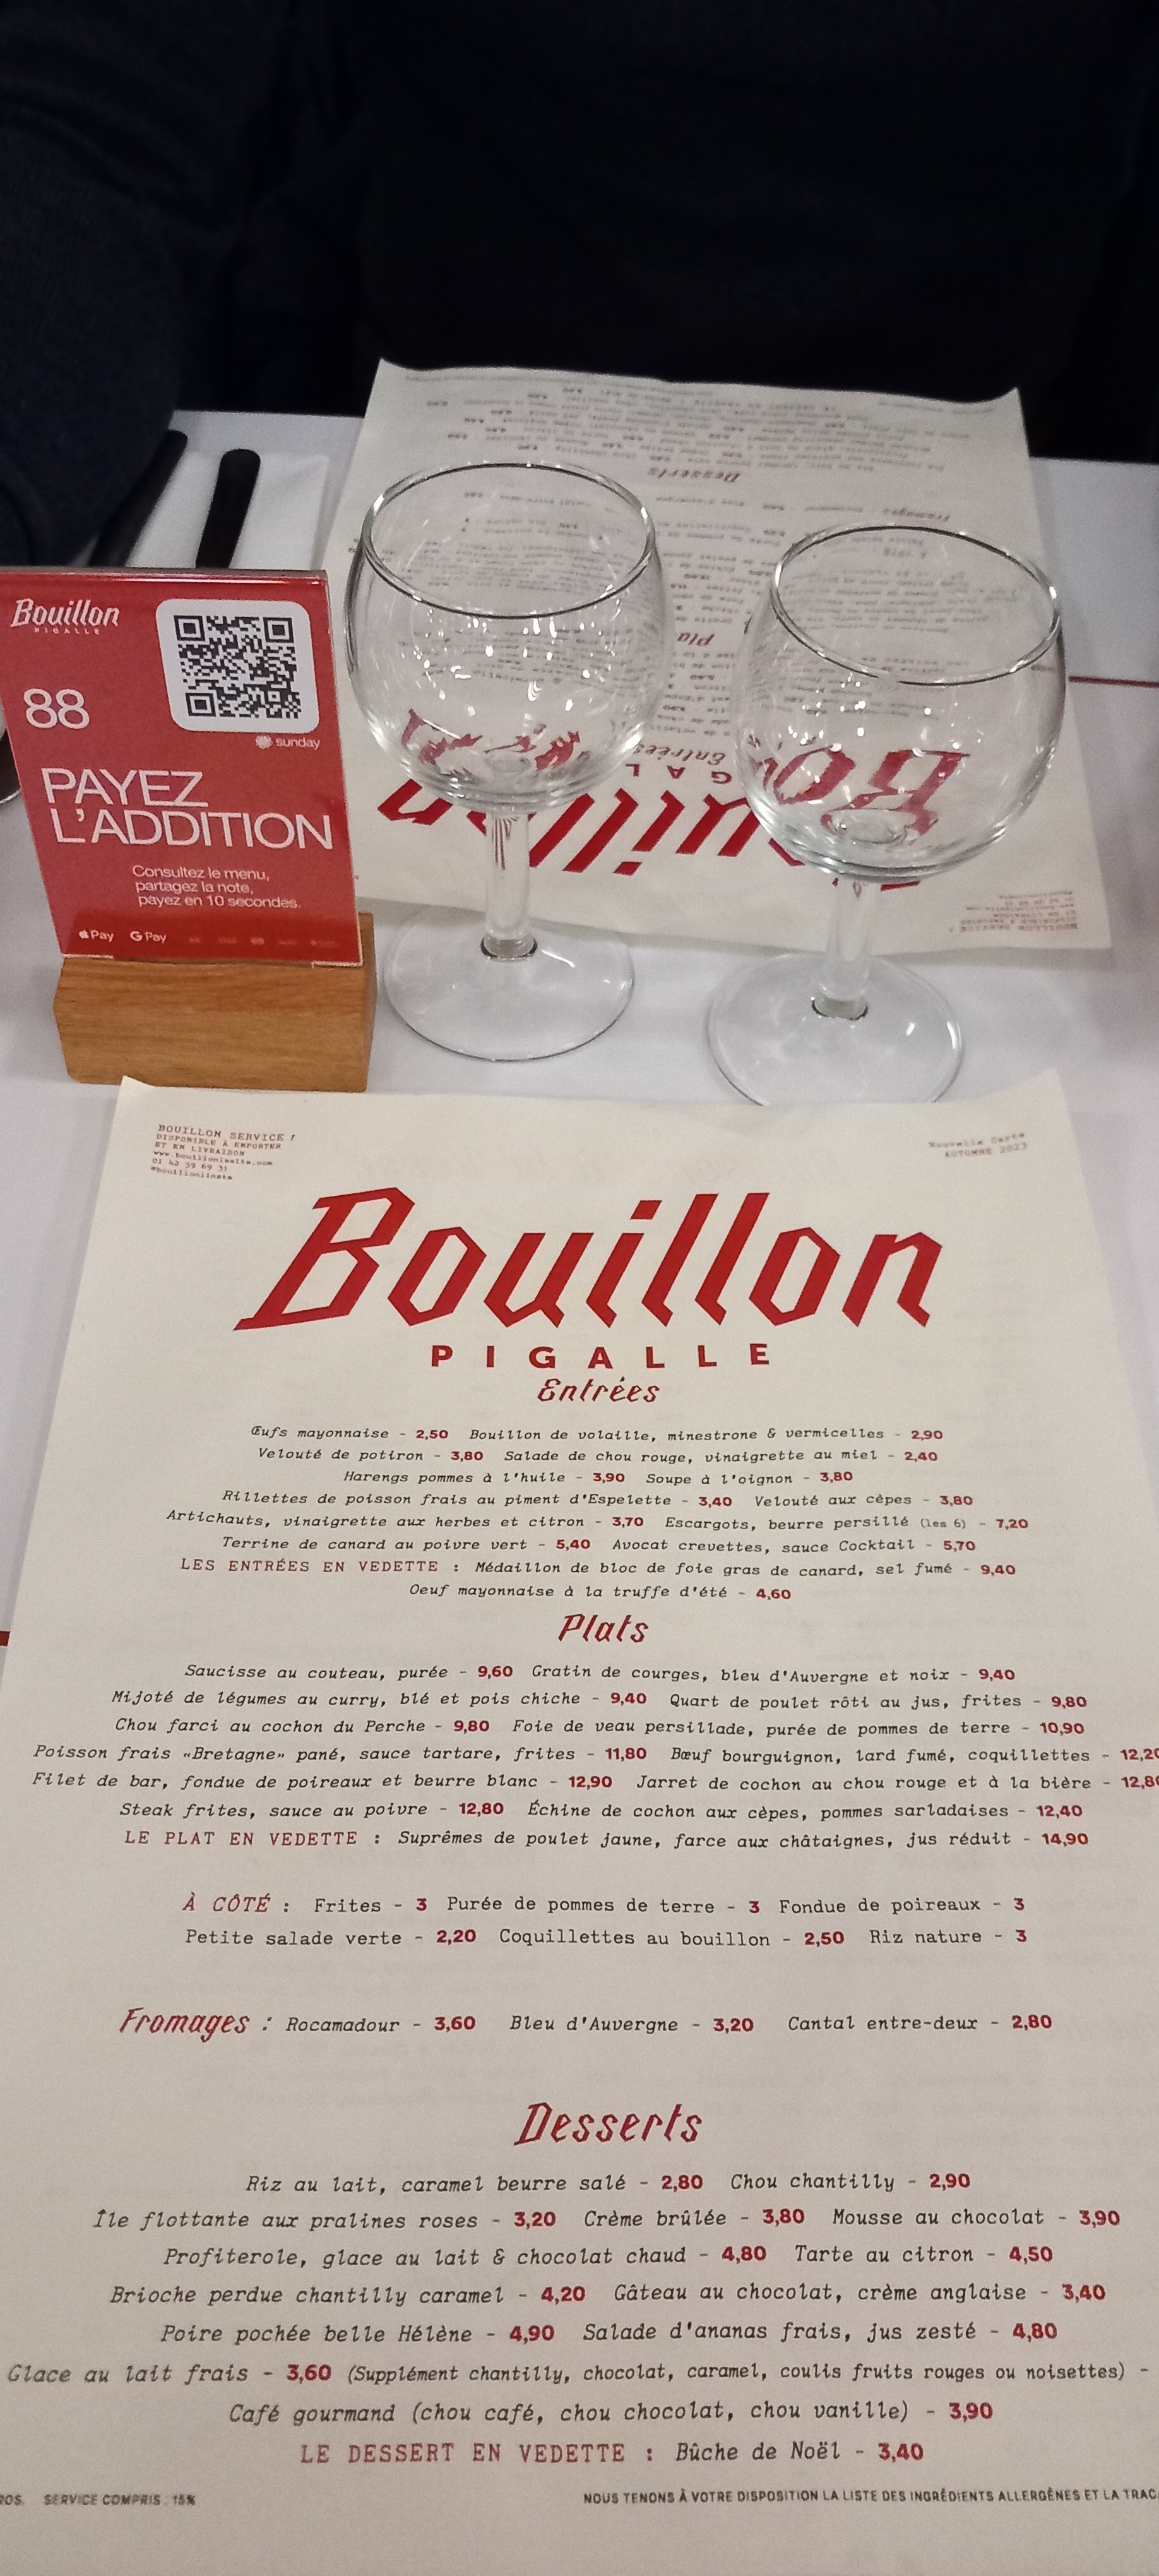 Bouillon
PIGALLE
88
sunday
PAYEZ
L'ADDITION
Consultez le menu,
partagez la note,
payez en 10 secondes.
Pay G Pay
BOUILLON SERVICE !
DISPONIBLE À EMPORTER
ET EN LIVRAISON
www.bouillonlesite.com
01 42 59 69 31
@bouillonlinsta
Nouvelle Carte
AUTOMNE 2023
Bouillon
PIGALLE
Entrées
Œufs mayonnaise - 2,50 Bouillon de volaille, minestrone & vermicelles - 2,90
Velouté de potiron - 3,80 Salade de chou rouge, vinaigrette au miel - 2,40
Harengs pommes à l'huile - 3,90 Soupe à l'oignon - 3,80
Rillettes de poisson frais au piment d'Espelette - 3,40 Velouté aux cèpes - 3,80
Artichauts, vinaigrette aux herbes et citron - 3,70 Escargots, beurre persillé (les 6) - 7,20
Terrine de canard au poivre vert - 5,40 Avocat crevettes, sauce Cocktail - 5,70
LES ENTRÉES EN VEDETTE : Médaillon de bloc de foie gras de canard, sel fumé - 9,40
Oeuf mayonnaise à la truffe d'été - 4,60
Plats
Saucisse au couteau, purée - 9,60 Gratin de courges, bleu d'Auvergne et noix - 9,40
Mijoté de légumes au curry, blé et pois chiche - 9,40 Quart de poulet rôti au jus, frites - 9,80
Chou farci au cochon du Perche - 9,80 Foie de veau persillade, purée de pommes de terre - 10,90
Poisson frais «Bretagne» pané, sauce tartare, frites - 11,80 Bœuf bourguignon, lard fumé, coquillettes - 12,20
Filet de bar, fondue de poireaux et beurre blanc - 12,90 Jarret de cochon au chou rouge et à la bière - 12,80
Steak frites, sauce au poivre - 12,80 Échine de cochon aux cèpes, pommes sarladaises - 12,40
LE PLAT EN VEDETTE : Suprêmes de poulet jaune, farce aux châtaignes, jus réduit - 14,90
À CÔTÉ : Frites - 3 Purée de pommes de terre - 3 Fondue de poireaux - 3
Petite salade verte - 2,20 Coquillettes au bouillon - 2,50 Riz nature - 3
Fromages : Rocamadour - 3,60 Bleu d'Auvergne - 3,20 Cantal entre-deux - 2,80
Desserts
Riz au lait, caramel beurre salé - 2,80 Chou chantilly - 2,90
Île flottante aux pralines roses - 3,20 Crème brûlée - 3,80 Mousse au chocolat - 3,90
Profiterole, glace au lait & chocolat chaud - 4,80 Tarte au citron - 4,50
Brioche perdue chantilly caramel - 4,20 Gâteau au chocolat, crème anglaise - 3,40
Poire pochée belle Hélène - 4,90 Salade d'ananas frais, jus zesté - 4,80
Glace au lait frais - 3,60 (Supplément chantilly, chocolat, caramel, coulis fruits rouges ou noisettes) -
Café gourmand (chou café, chou chocolat, chou vanille) - 3,90
LE DESSERT EN VEDETTE : Bûche de Noël - 3,40
ROS. SERVICE COMPRIS : 15% NOUS TENONS À VOTRE DISPOSITION LA LISTE DES INGRÉDIENTS ALLERGÈNES ET LA TRAC